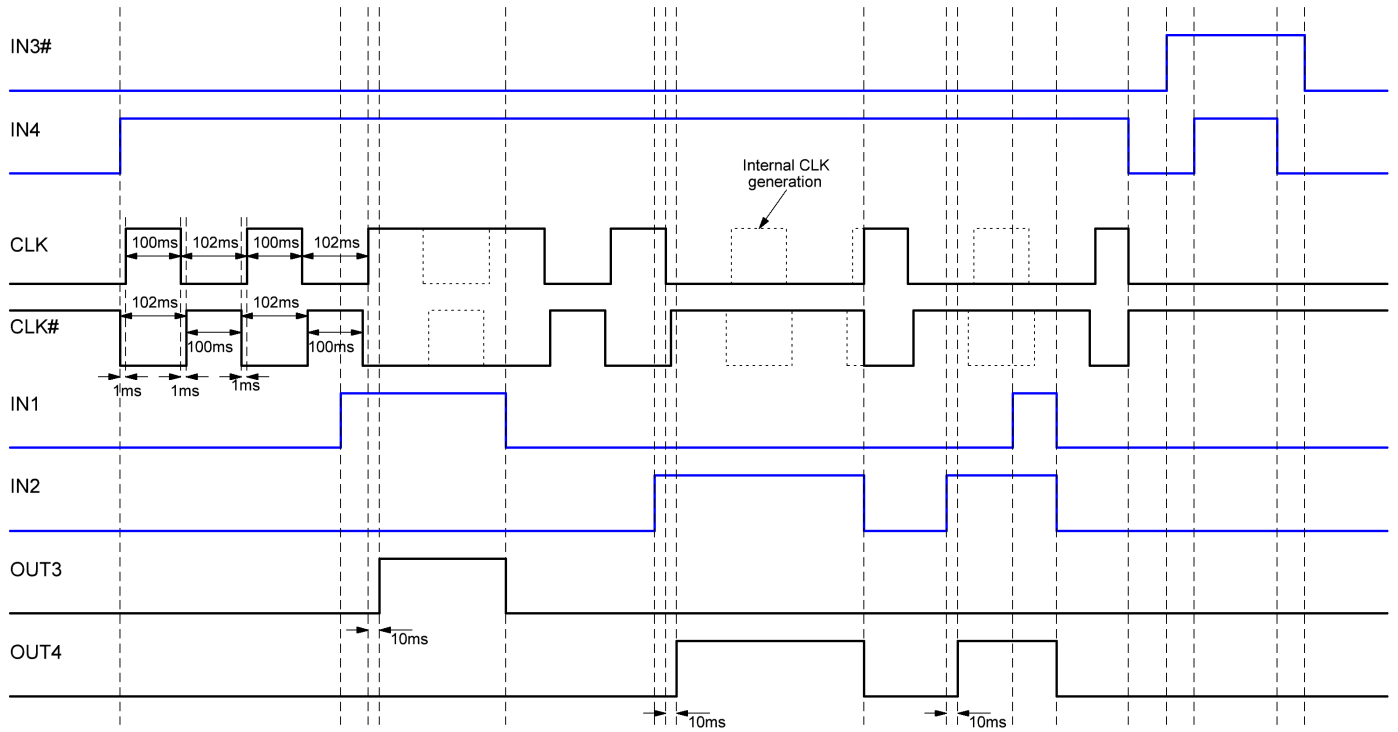 IN3#
IN4
Internal CLK
generation
CLK
100ms
102ms
100ms
102ms
CLK#
102ms
102ms
100ms
100ms
1ms
1ms
1ms
IN1
IN2
OUT3
10ms
OUT4
10ms
10ms